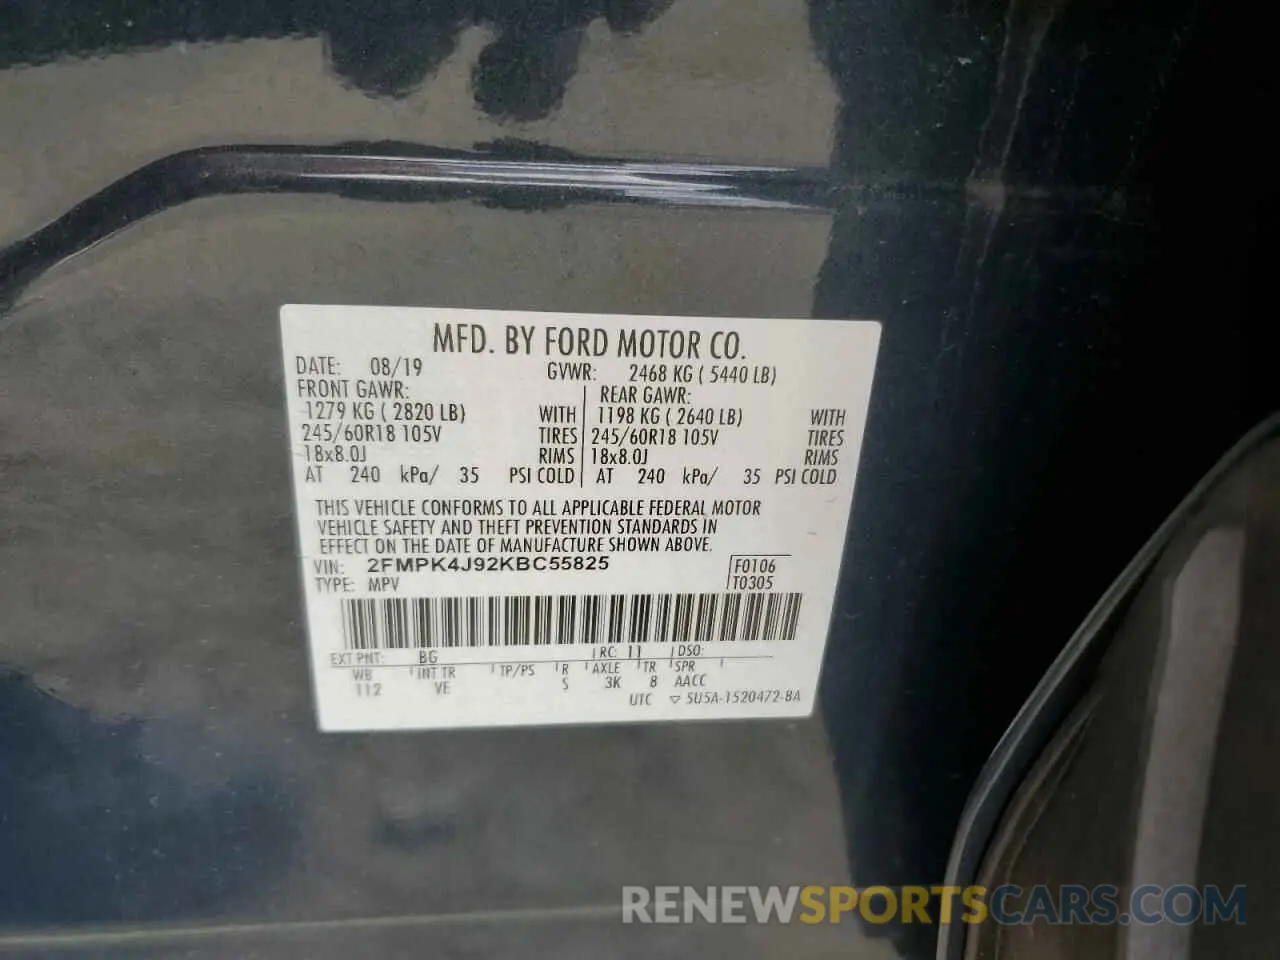 MFD. BY FORD MOTOR CO.
DATE: 08/19 GVWR: 2468 KG ( 5440 LB)
FRONT GAWR: REAR GAWR:
1279 KG ( 2820 LB) WITH 1198 KG ( 2640 LB) WITH
245/60R18 105V TIRES 245/60R18 105V TIRES
18x8.0J RIMS 18x8.0J RIMS
AT 240 kPa/ 35 PSI COLD AT 240 kPa/ 35 PSI COLD
THIS VEHICLE CONFORMS TO ALL APPLICABLE FEDERAL MOTOR
VEHICLE SAFETY AND THEFT PREVENTION STANDARDS IN
EFFECT ON THE DATE OF MANUFACTURE SHOWN ABOVE.
VIN: 2FMPK4J92KBC55825 F0106
TYPE: MPV T0305
EXT PNT: BG RC: 11 DSO:
WB INT TR TP/PS R AXLE TR SPR
112 VE S 3K 8 AACC
UTC ▽ 5U5A-1520472-BA
RENEWSPORTSCARS.COM